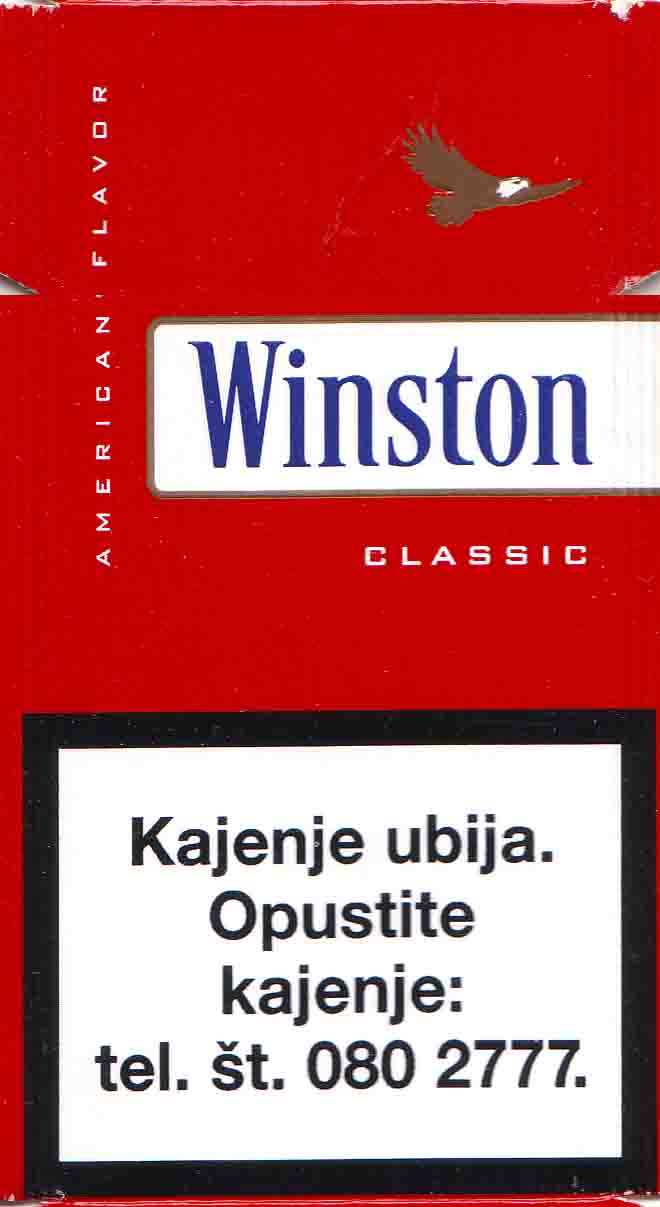 AMERICAN FLAVOR
Winston
CLASSIC
Kajenje ubija.
Opustite
kajenje:
tel. št. 080 2777.